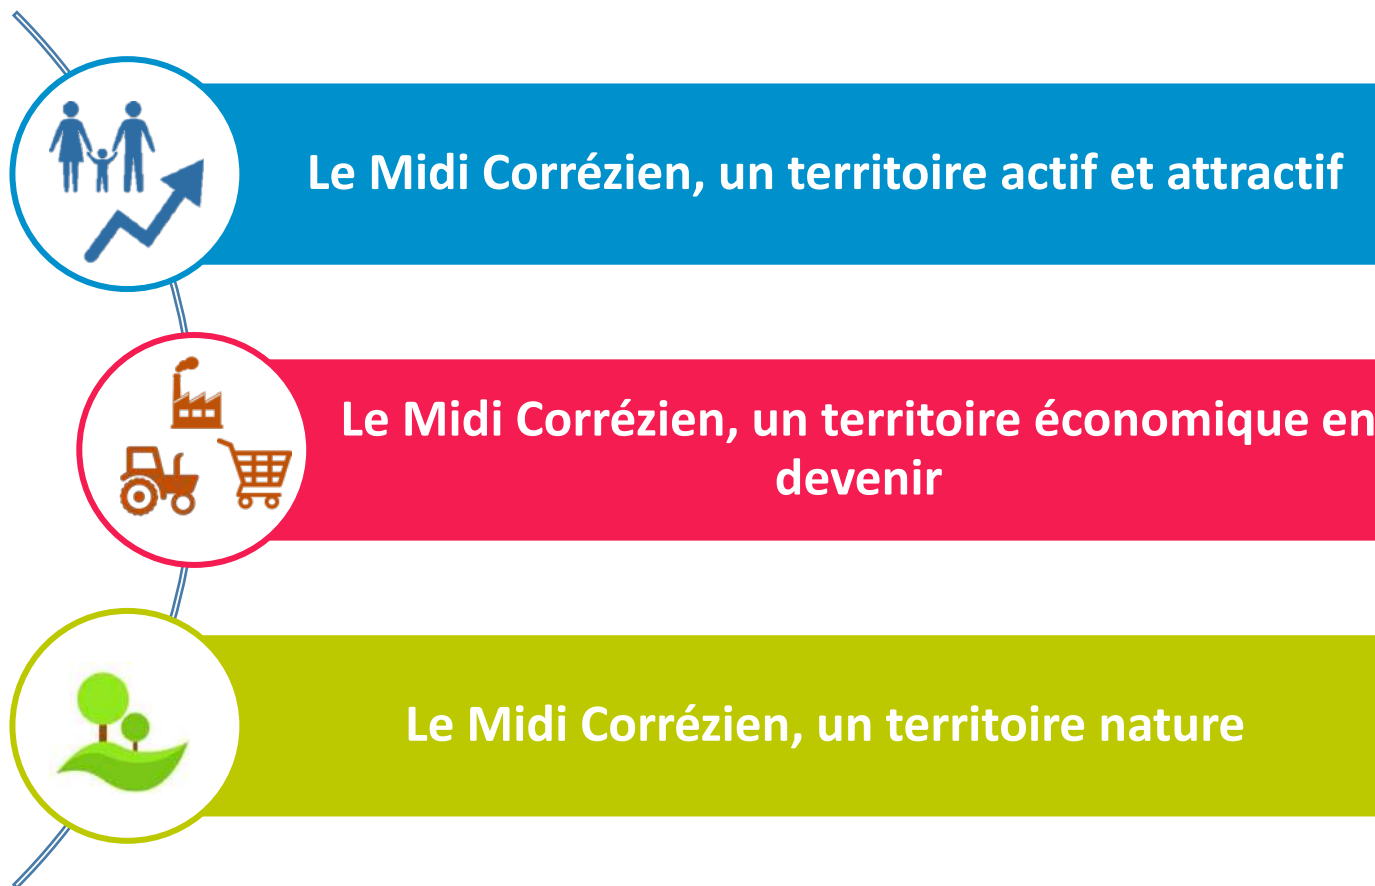 Le Midi Corrézien, un territoire actif et attractif
Le Midi Corrézien, un territoire économique en
devenir
Le Midi Corrézien, un territoire nature